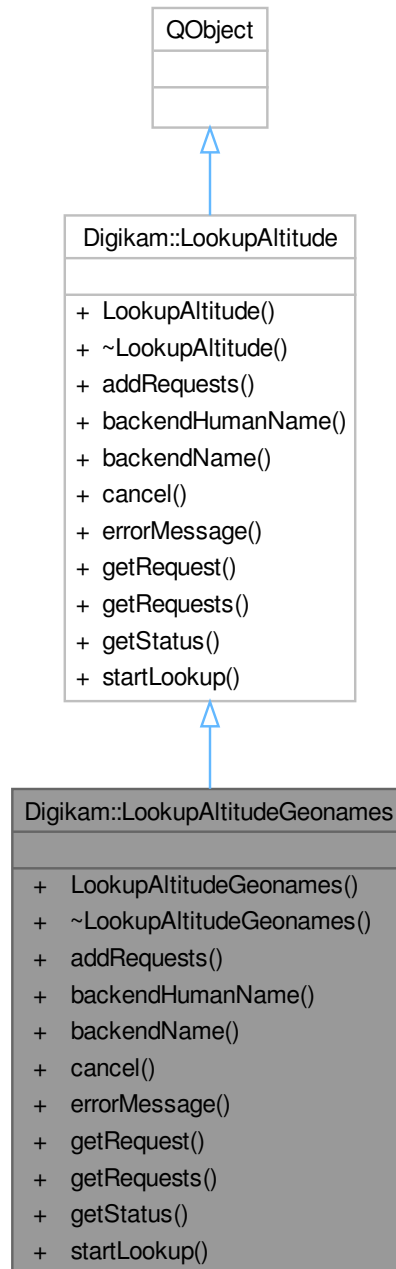 QObject
Digikam::LookupAltitude
+ LookupAltitude()
+ ~LookupAltitude()
+ addRequests()
+ backendHumanName()
+ backendName()
+ cancel()
+ errorMessage()
+ getRequest()
+ getRequests()
+ getStatus()
+ startLookup()
Digikam::LookupAltitudeGeonames
+ LookupAltitudeGeonames()
+ ~LookupAltitudeGeonames()
+ addRequests()
+ backendHumanName()
+ backendName()
+ cancel()
+ errorMessage()
+ getRequest()
+ getRequests()
+ getStatus()
+ startLookup()